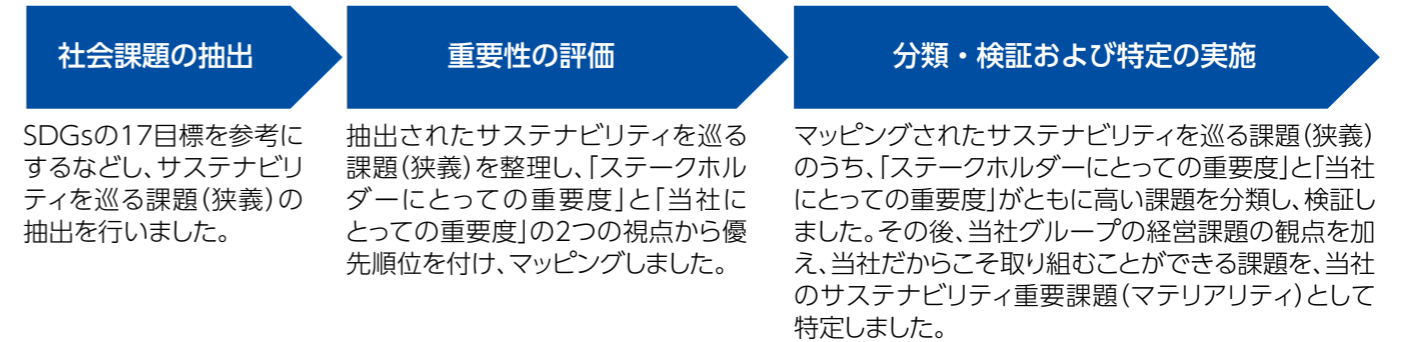 社会課題の抽出
SDGsの17目標を参考に
するなどし、サステナビリ
ティを巡る課題(狭義)の
抽出を行いました。
重要性の評価
抽出されたサステナビリティを巡る
課題(狭義)を整理し、「ステークホル
ダーにとっての重要度」と「当社に
とっての重要度」の2つの視点から優
先順位を付け、マッピングしました。
分類・検証および特定の実施
マッピングされたサステナビリティを巡る課題(狭義)
のうち、「ステークホルダーにとっての重要度」と「当社
にとっての重要度」がともに高い課題を分類し、検証し
ました。その後、当社グループの経営課題の観点を加
え、当社だからこそ取り組むことができる課題を、当社
のサステナビリティ重要課題(マテリアリティ)として
特定しました。